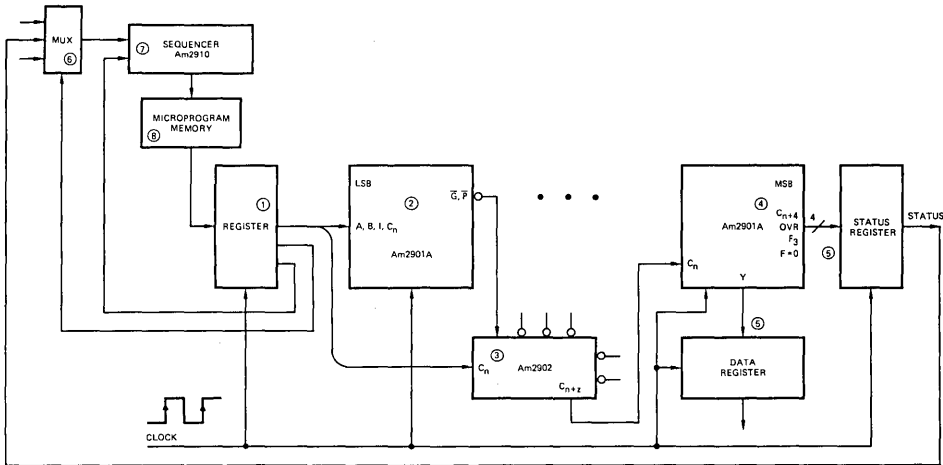 MUX
⑥
⑦
SEQUENCER
Am2910
MICROPROGRAM
MEMORY
⑧
①
REGISTER
LSB
②
G̅, P̅
A, B, I, Cn
Am2901A
MSB
④
Cn+4
Am2901A
OVR
F3
F = 0
Cn
Y
4
⑤
STATUS
REGISTER
STATUS
⑤
③
Am2902
Cn
Cn+z
DATA
REGISTER
CLOCK